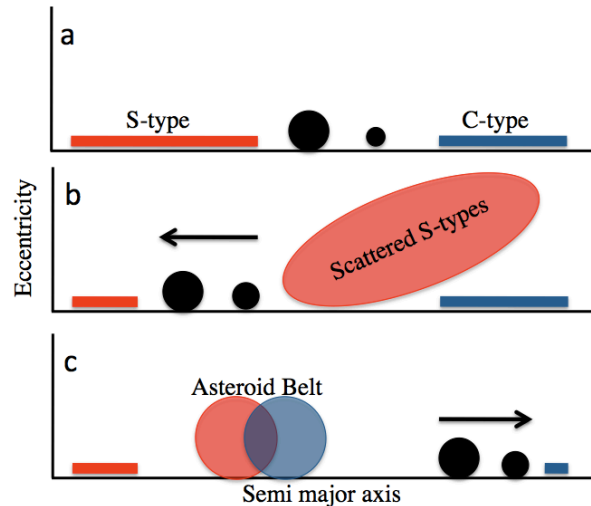 a
S-type
C-type
Eccentricity
b
Scattered S-types
c
Asteroid Belt
Semi major axis